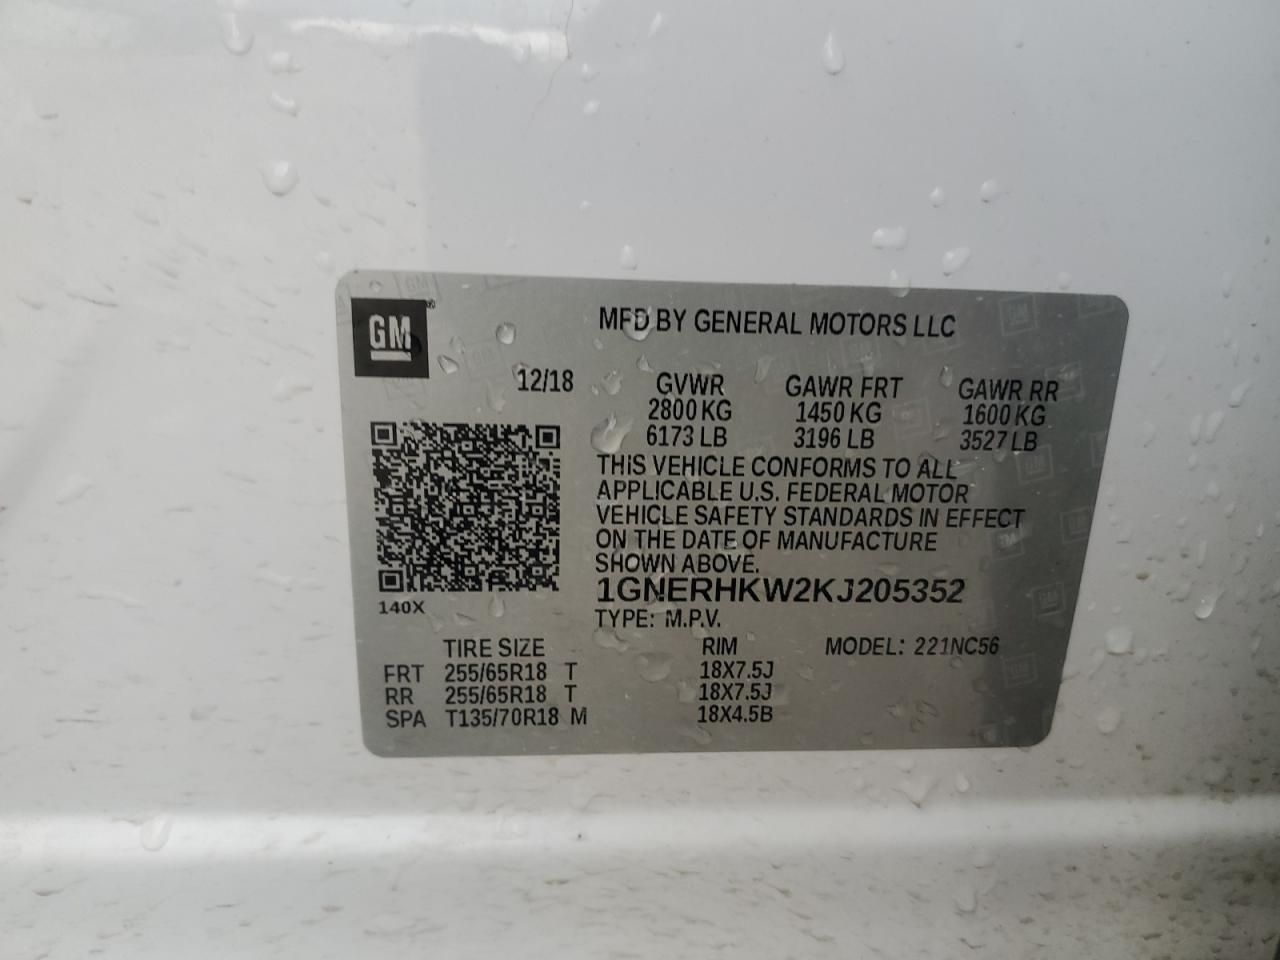 GM
MFD BY GENERAL MOTORS LLC
12/18
GVWR GAWR FRT GAWR RR
2800 KG 1450 KG 1600 KG
6173 LB 3196 LB 3527 LB
THIS VEHICLE CONFORMS TO ALL
APPLICABLE U.S. FEDERAL MOTOR
VEHICLE SAFETY STANDARDS IN EFFECT
ON THE DATE OF MANUFACTURE
SHOWN ABOVE.
1GNERHKW2KJ205352
140X
TYPE: M.P.V.
TIRE SIZE RIM MODEL: 221NC56
FRT 255/65R18 T 18X7.5J
RR 255/65R18 T 18X7.5J
SPA T135/70R18 M 18X4.5B